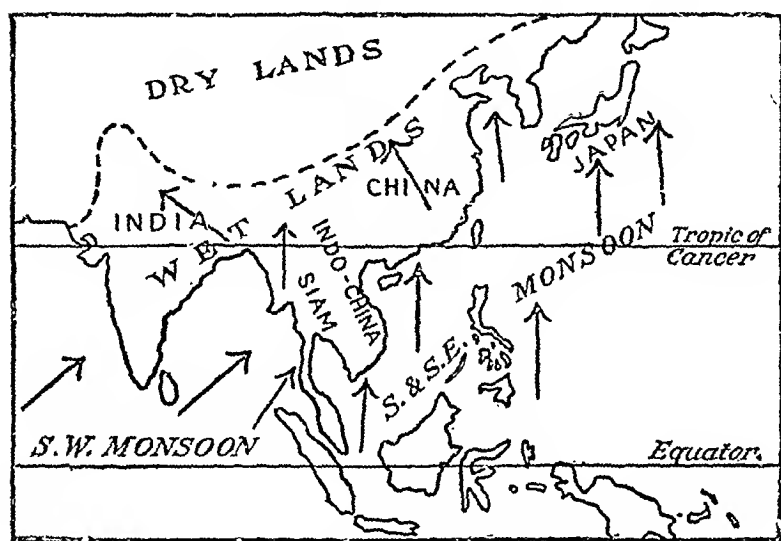 DRY LANDS
WET LANDS
INDIA
CHINA
JAPAN
Tropic of
Cancer
INDO-CHINA
SIAM
S. & S.E. MONSOON
S.W. MONSOON
Equator.